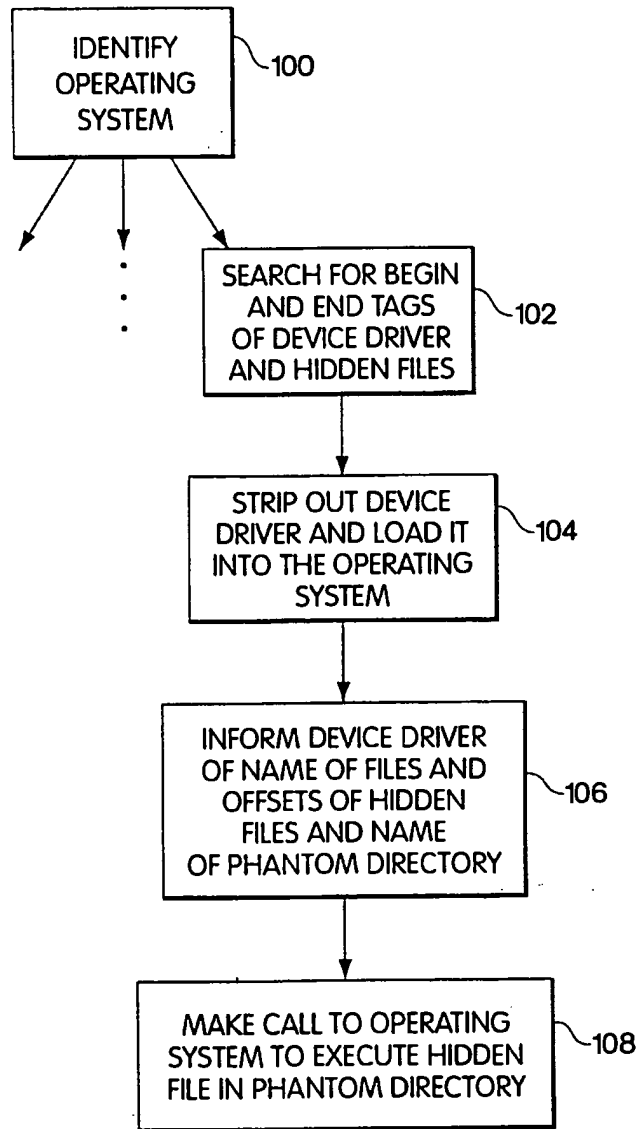 IDENTIFY
OPERATING
SYSTEM
100
SEARCH FOR BEGIN
AND END TAGS
OF DEVICE DRIVER
AND HIDDEN FILES
102
STRIP OUT DEVICE
DRIVER AND LOAD IT
INTO THE OPERATING
SYSTEM
104
INFORM DEVICE DRIVER
OF NAME OF FILES AND
OFFSETS OF HIDDEN
FILES AND NAME
OF PHANTOM DIRECTORY
106
MAKE CALL TO OPERATING
SYSTEM TO EXECUTE HIDDEN
FILE IN PHANTOM DIRECTORY
108